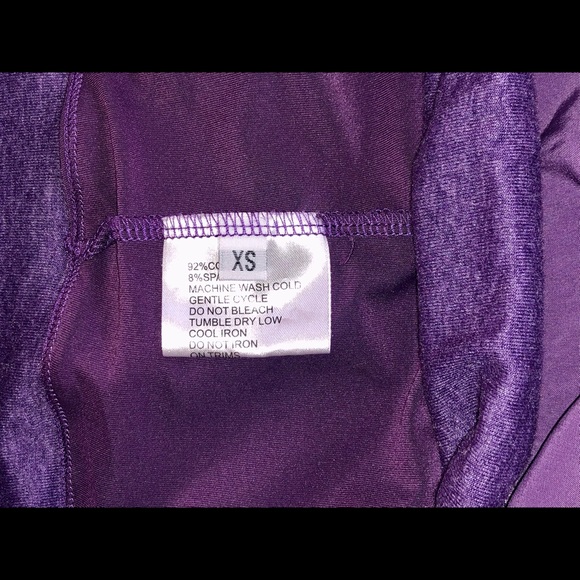 XS
92%CO
8%SPA
MACHINE WASH COLD
GENTLE CYCLE
DO NOT BLEACH
TUMBLE DRY LOW
COOL IRON
DO NOT IRON
ON TRIMS